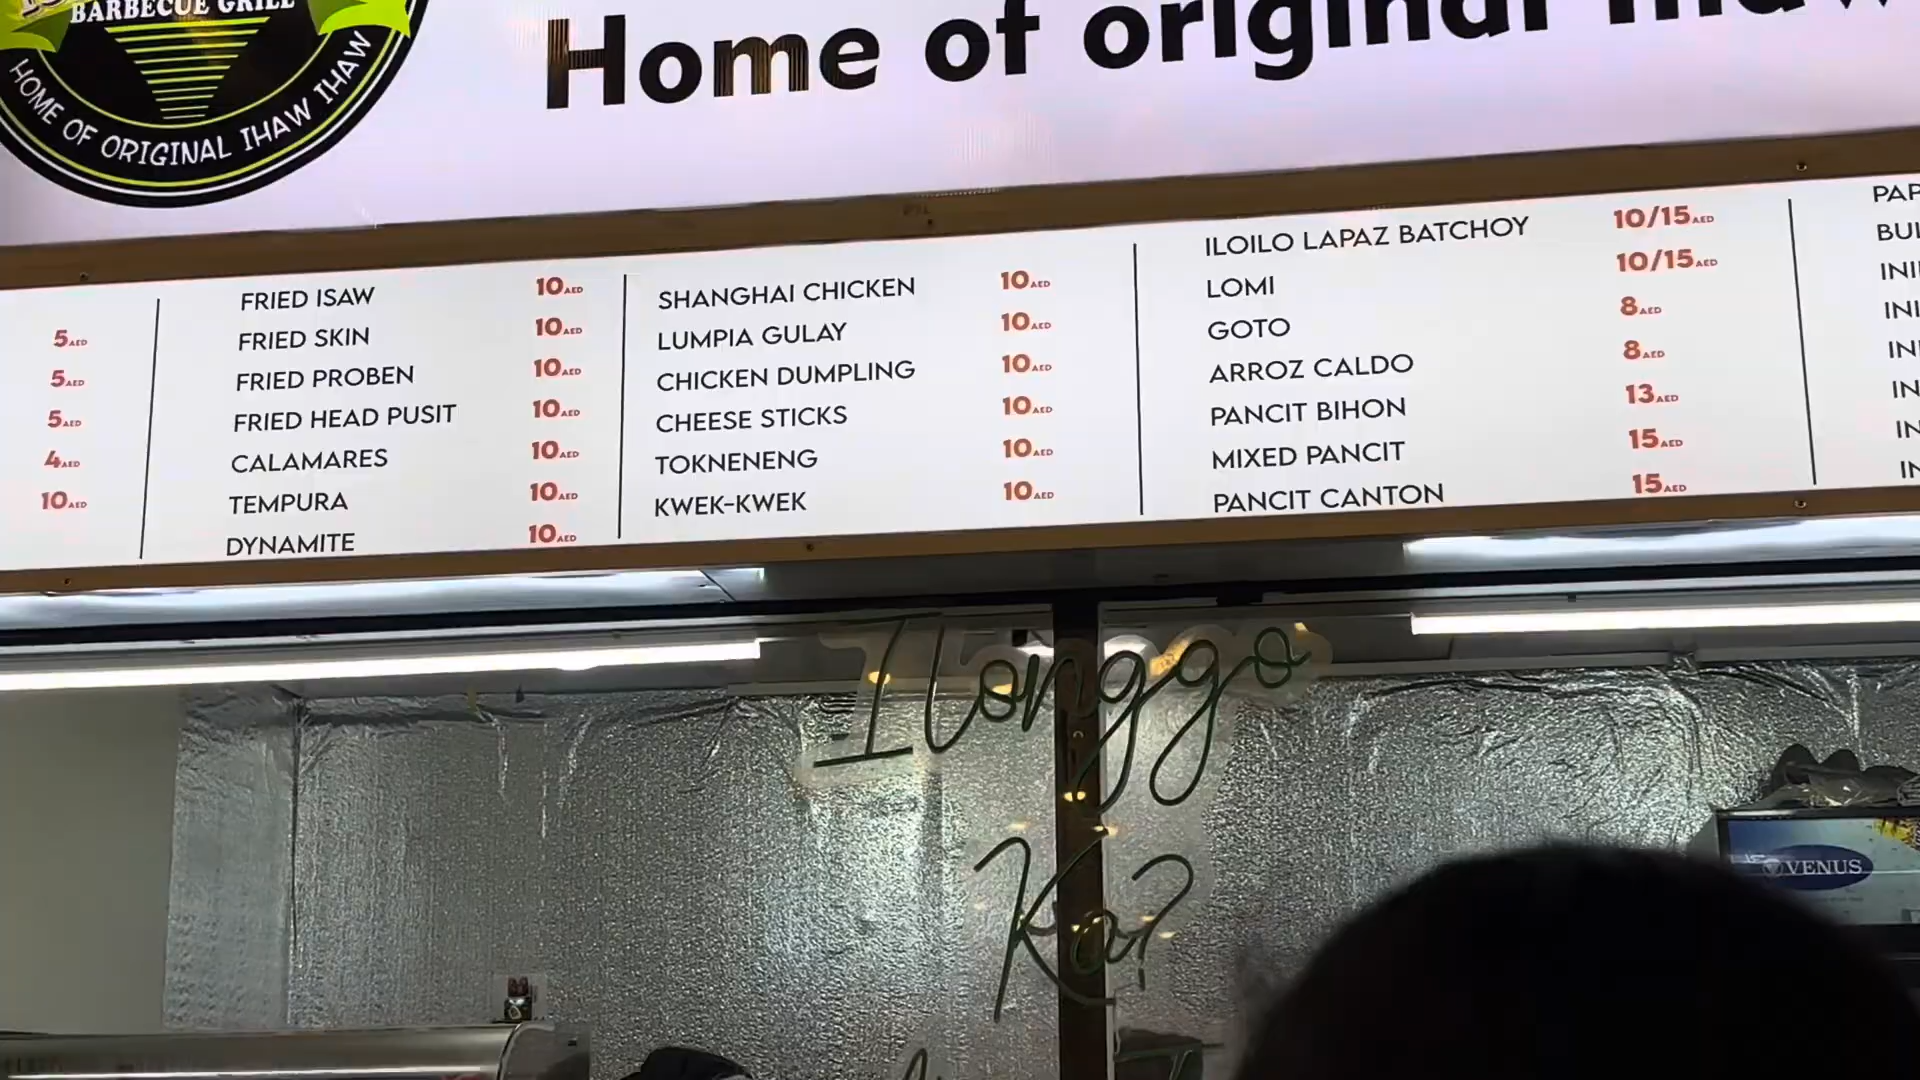 BARBECUE GRILL
HOME OF ORIGINAL IHAW IHAW
Home of original
5AED
5AED
5AED
4AED
10AED
FRIED ISAW 10AED
FRIED SKIN 10AED
FRIED PROBEN 10AED
FRIED HEAD PUSIT 10AED
CALAMARES 10AED
TEMPURA 10AED
DYNAMITE 10AED
SHANGHAI CHICKEN 10AED
LUMPIA GULAY 10AED
CHICKEN DUMPLING 10AED
CHEESE STICKS 10AED
TOKNENENG 10AED
KWEK-KWEK 10AED
ILOILO LAPAZ BATCHOY 10/15AED
LOMI 10/15AED
GOTO 8AED
ARROZ CALDO 8AED
PANCIT BIHON 13AED
MIXED PANCIT 15AED
PANCIT CANTON 15AED
Ilonggo
Ka?
VENUS